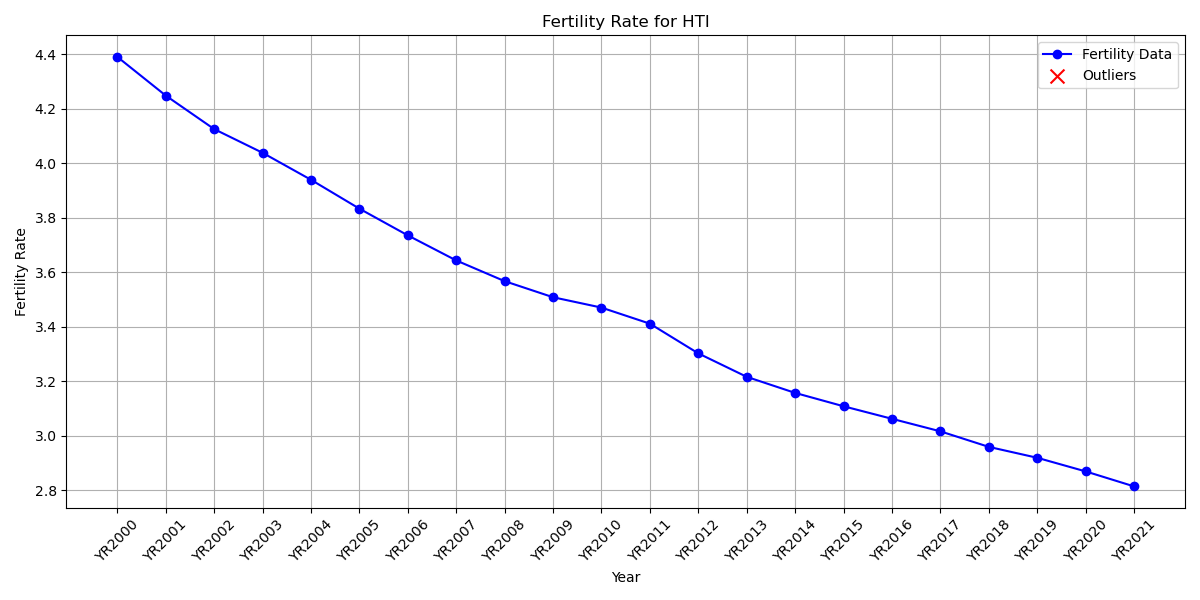 Fertility Rate for HTI
Fertility Data
Outliers
Fertility Rate
4.4
4.2
4.0
3.8
3.6
3.4
3.2
3.0
2.8
YR2000
YR2001
YR2002
YR2003
YR2004
YR2005
YR2006
YR2007
YR2008
YR2009
YR2010
YR2011
YR2012
YR2013
YR2014
YR2015
YR2016
YR2017
YR2018
YR2019
YR2020
YR2021
Year